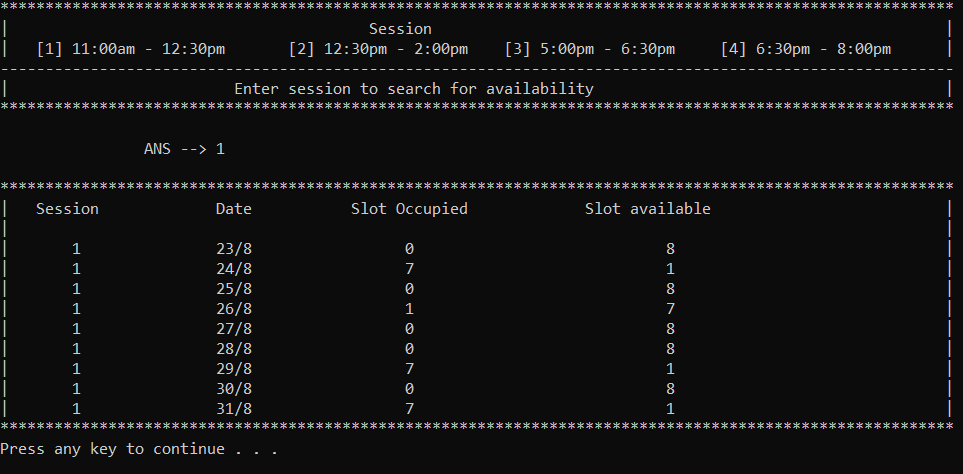 **********************************************************************************************************
| Session |
| [1] 11:00am - 12:30pm [2] 12:30pm - 2:00pm [3] 5:00pm - 6:30pm [4] 6:30pm - 8:00pm |
----------------------------------------------------------------------------------------------------------
| Enter session to search for availability |
**********************************************************************************************************
ANS --> 1
**********************************************************************************************************
| Session Date Slot Occupied Slot available |
| |
| 1 23/8 0 8 |
| 1 24/8 7 1 |
| 1 25/8 0 8 |
| 1 26/8 1 7 |
| 1 27/8 0 8 |
| 1 28/8 0 8 |
| 1 29/8 7 1 |
| 1 30/8 0 8 |
| 1 31/8 7 1 |
**********************************************************************************************************
Press any key to continue . . .